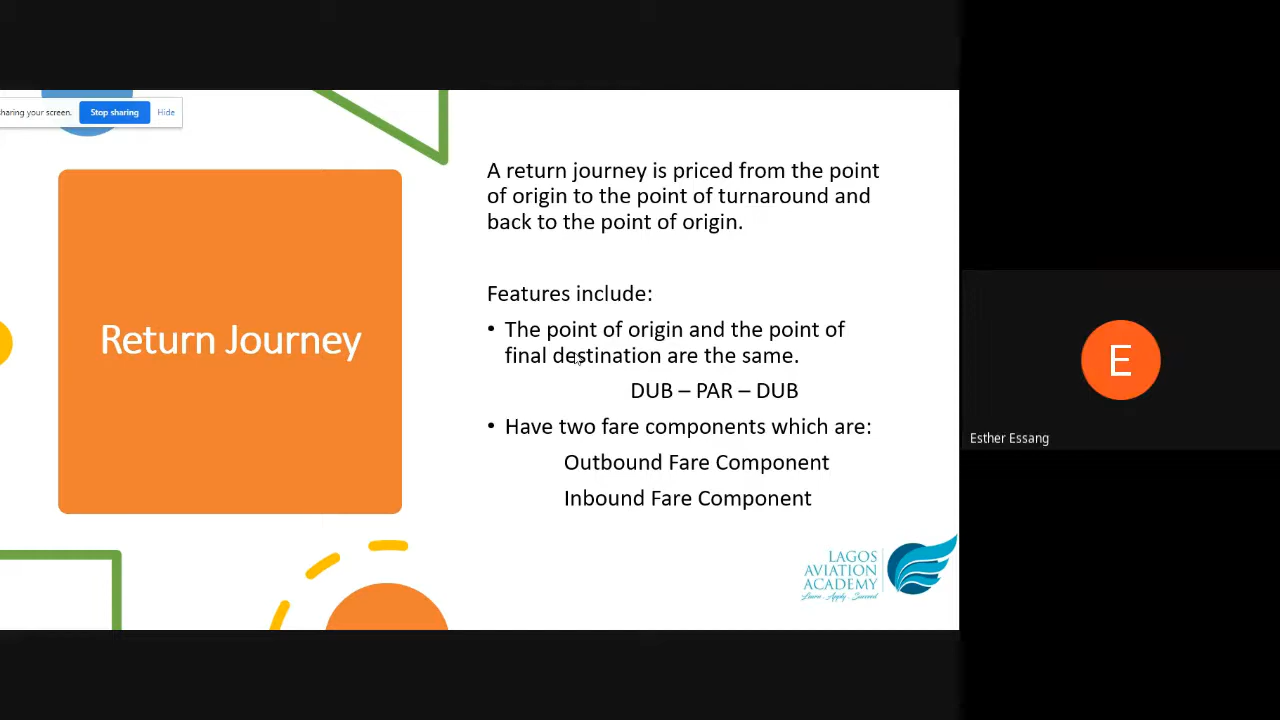 haring your screen. Stop sharing Hide
A return journey is priced from the point
of origin to the point of turnaround and
back to the point of origin.
Features include:
• The point of origin and the point of
final destination are the same.
DUB – PAR – DUB
• Have two fare components which are:
Outbound Fare Component
Inbound Fare Component
Return Journey
LAGOS
AVIATION
ACADEMY
Learn . Apply . Succeed
E
Esther Essang